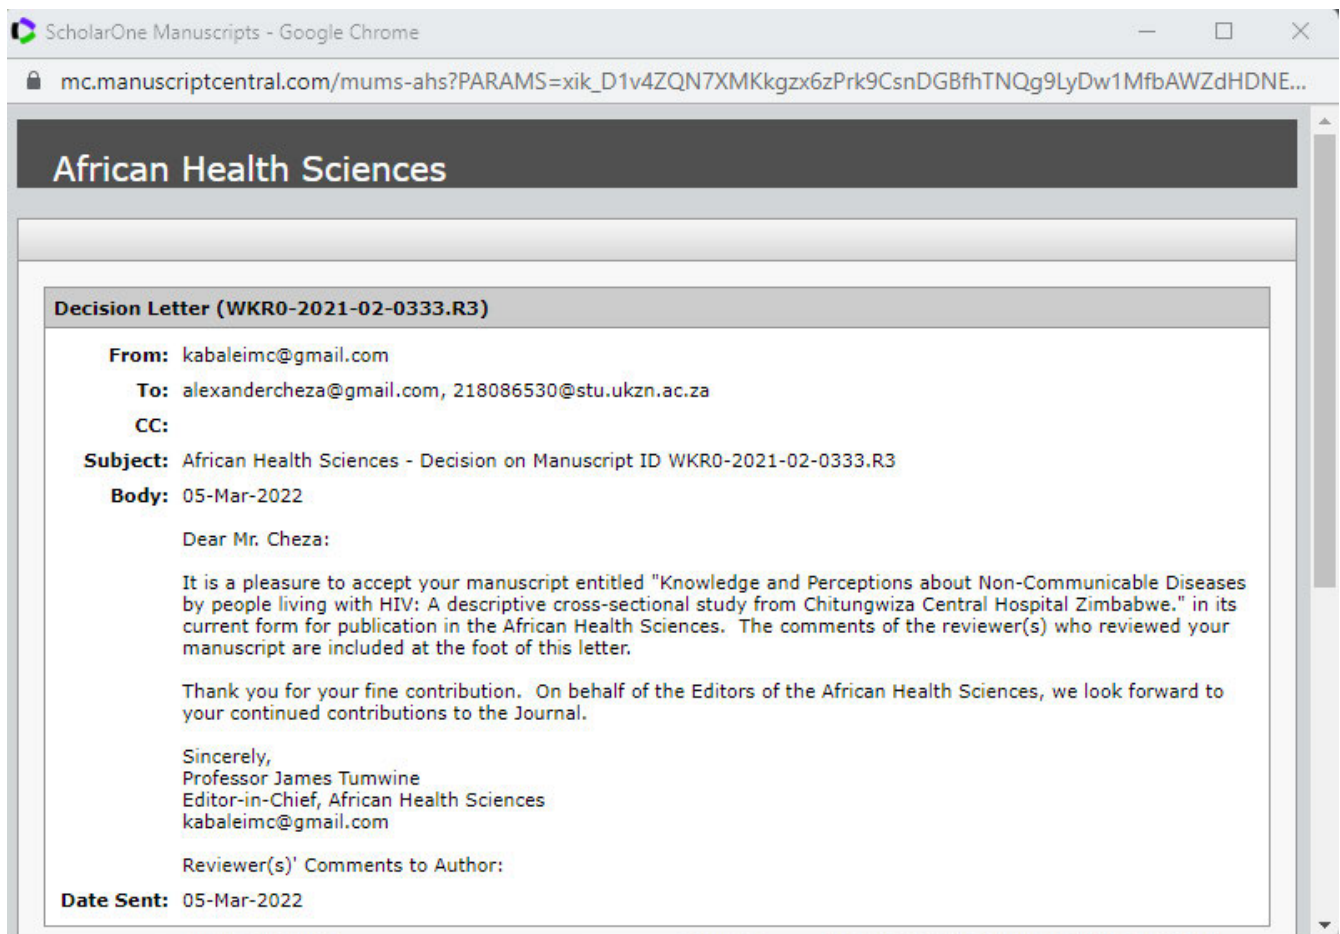 ScholarOne Manuscripts - Google Chrome
mc.manuscriptcentral.com/mums-ahs?PARAMS=xik_D1v4ZQN7XMKkgzx6zPrk9CsnDGBfhTNQg9LyDw1MfbAWZdHDNE...
African Health Sciences
Decision Letter (WKR0-2021-02-0333.R3)
From: kabaleimc@gmail.com
To: alexandercheza@gmail.com, 218086530@stu.ukzn.ac.za
CC:
Subject: African Health Sciences - Decision on Manuscript ID WKR0-2021-02-0333.R3
Body: 05-Mar-2022
Dear Mr. Cheza:
It is a pleasure to accept your manuscript entitled "Knowledge and Perceptions about Non-Communicable Diseases
by people living with HIV: A descriptive cross-sectional study from Chitungwiza Central Hospital Zimbabwe." in its
current form for publication in the African Health Sciences.  The comments of the reviewer(s) who reviewed your
manuscript are included at the foot of this letter.
Thank you for your fine contribution.  On behalf of the Editors of the African Health Sciences, we look forward to
your continued contributions to the Journal.
Sincerely,
Professor James Tumwine
Editor-in-Chief, African Health Sciences
kabaleimc@gmail.com
Reviewer(s)' Comments to Author:
Date Sent: 05-Mar-2022